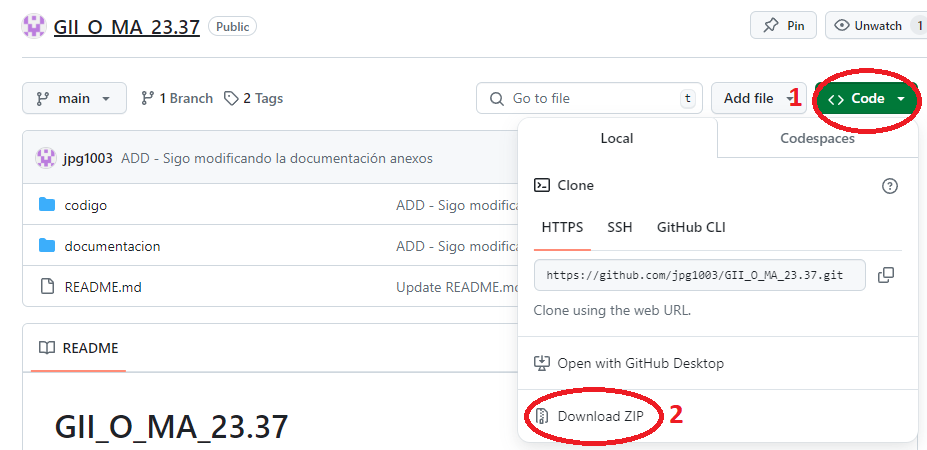 GII_O_MA_23.37 Public Pin Unwatch 1
main 1 Branch 2 Tags Go to file t Add file 1 <> Code
Local Codespaces
jpg1003 ADD - Sigo modificando la documentación anexos
Clone
codigo ADD - Sigo modifica
HTTPS SSH GitHub CLI
documentacion ADD - Sigo modifica
https://github.com/jpg1003/GII_O_MA_23.37.git
README.md Update README.md
Clone using the web URL.
README
Open with GitHub Desktop
GII_O_MA_23.37
Download ZIP 2